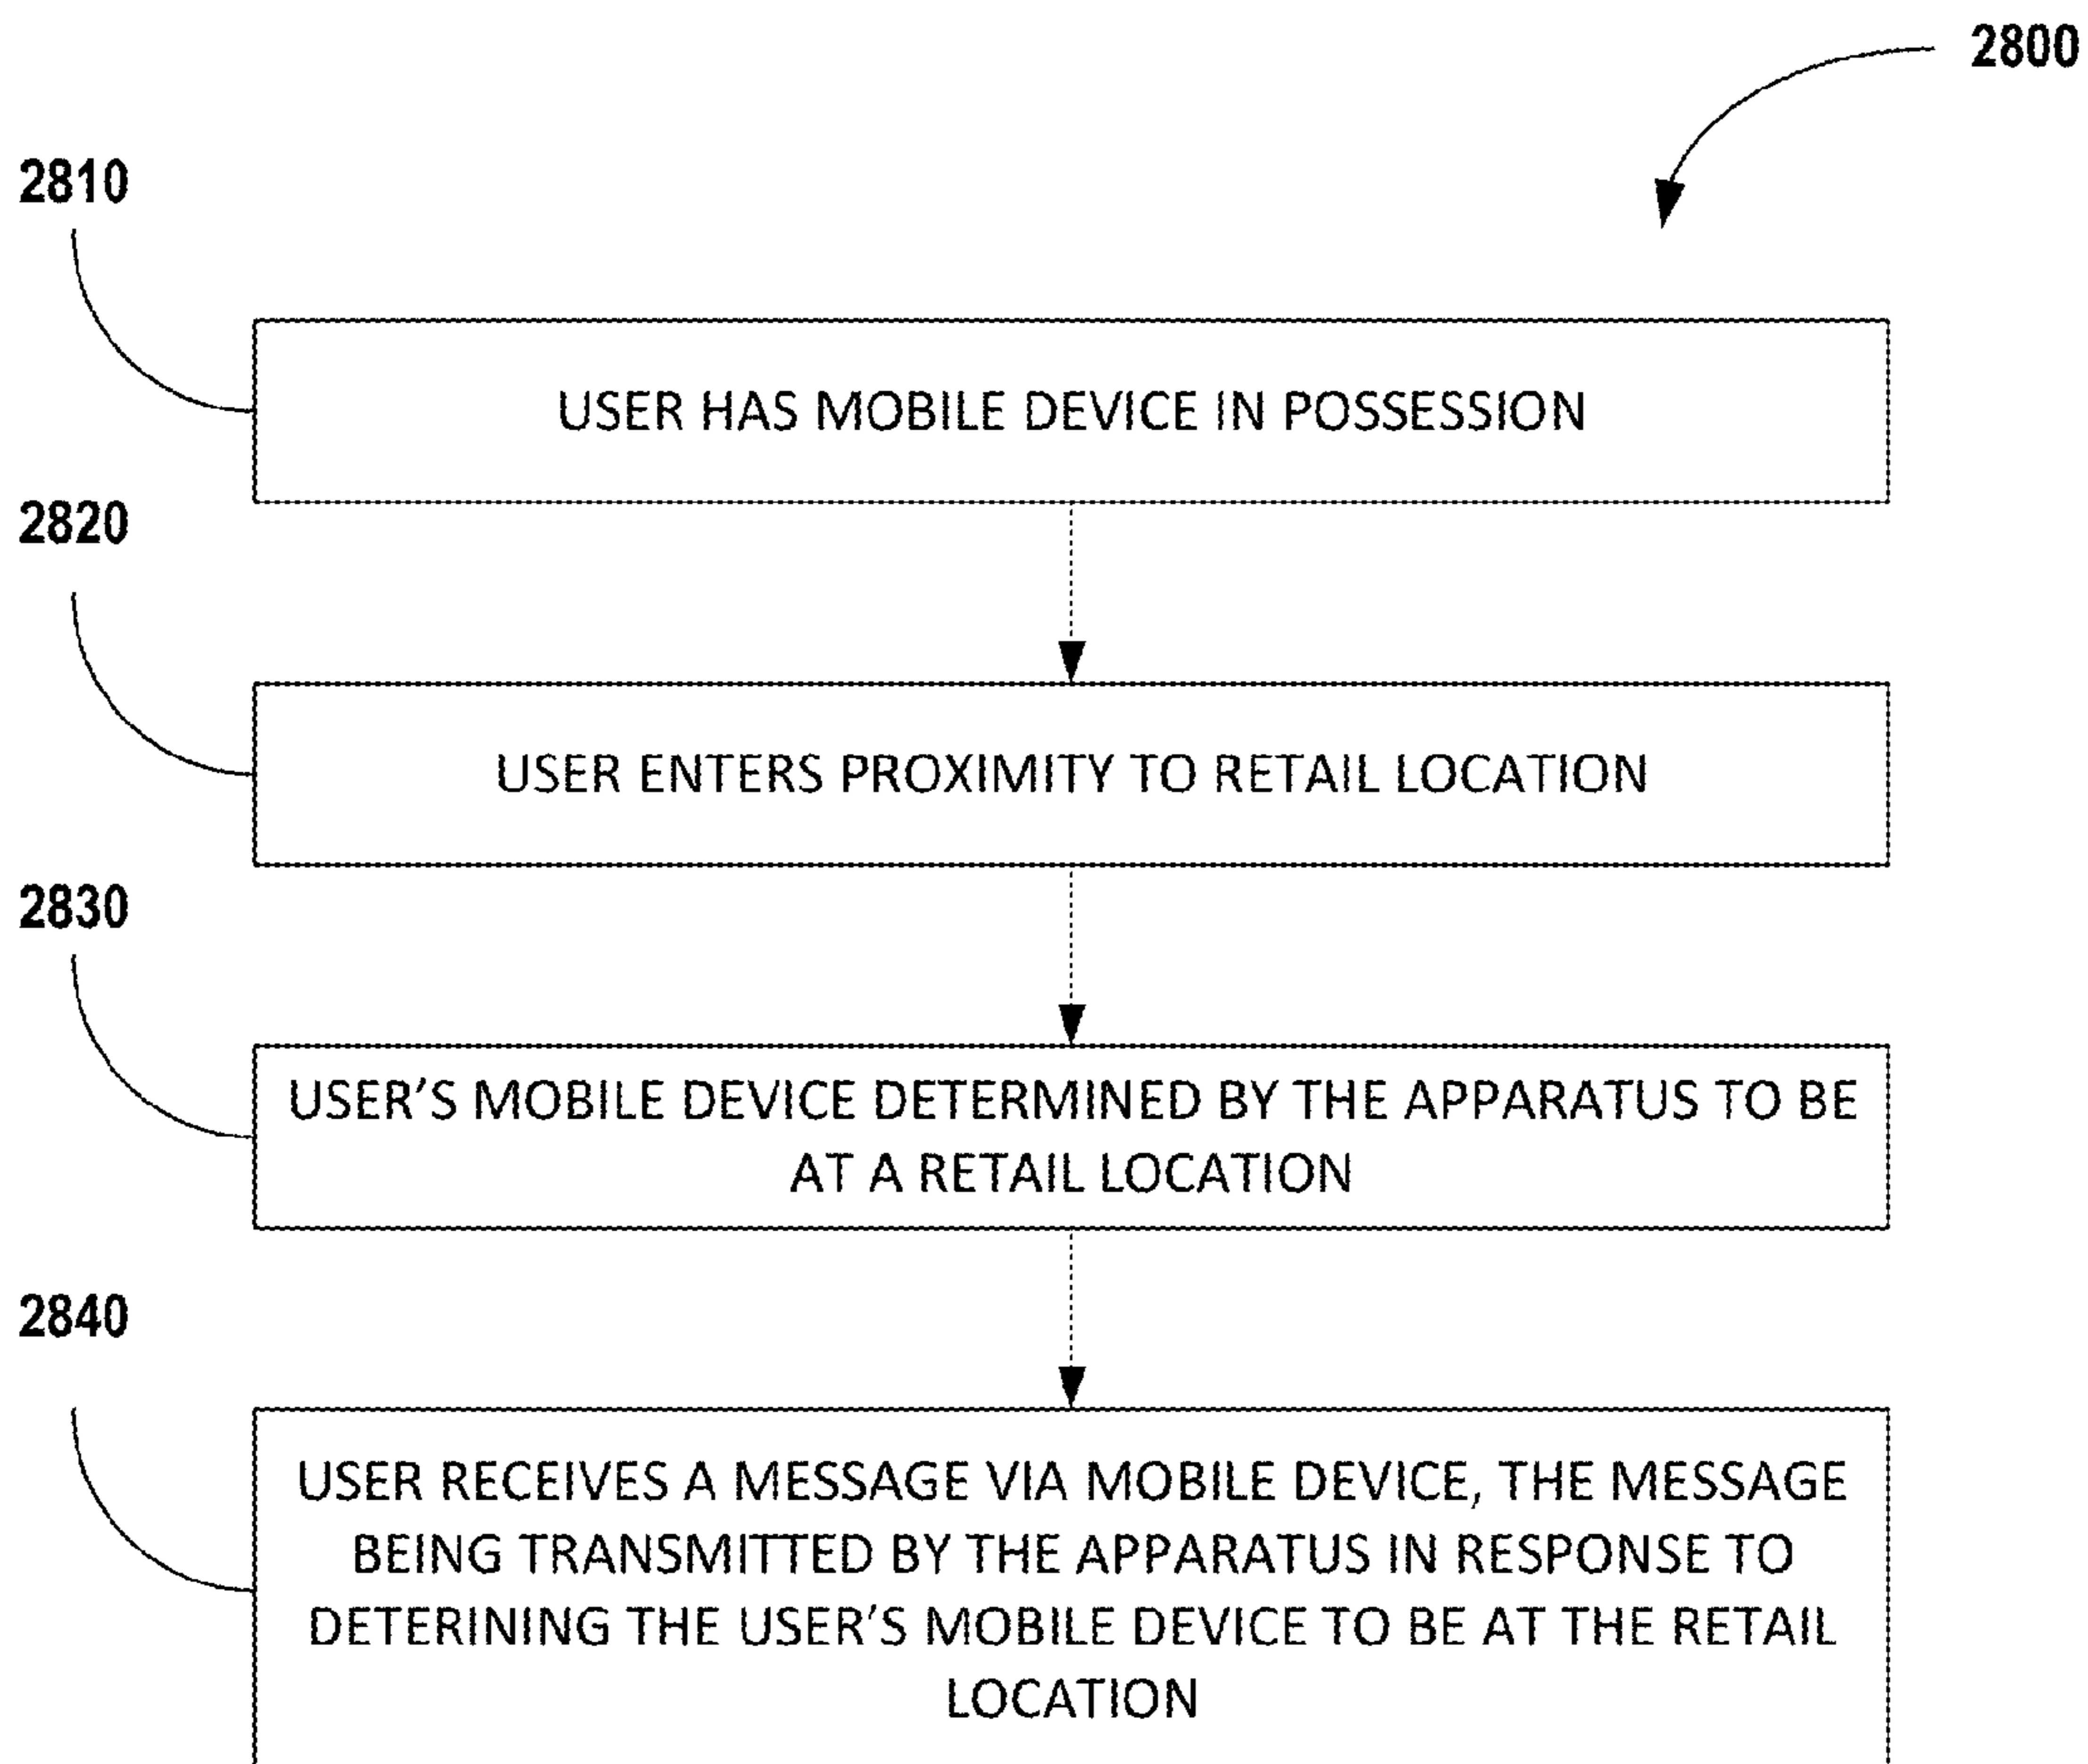 2800
2810
USER HAS MOBILE DEVICE IN POSSESSION
2820
USER ENTERS PROXIMITY TO RETAIL LOCATION
2830
USER'S MOBILE DEVICE DETERMINED BY THE APPARATUS TO BE
AT A RETAIL LOCATION
2840
USER RECEIVES A MESSAGE VIA MOBILE DEVICE, THE MESSAGE
BEING TRANSMITTED BY THE APPARATUS IN RESPONSE TO
DETERINING THE USER'S MOBILE DEVICE TO BE AT THE RETAIL
LOCATION